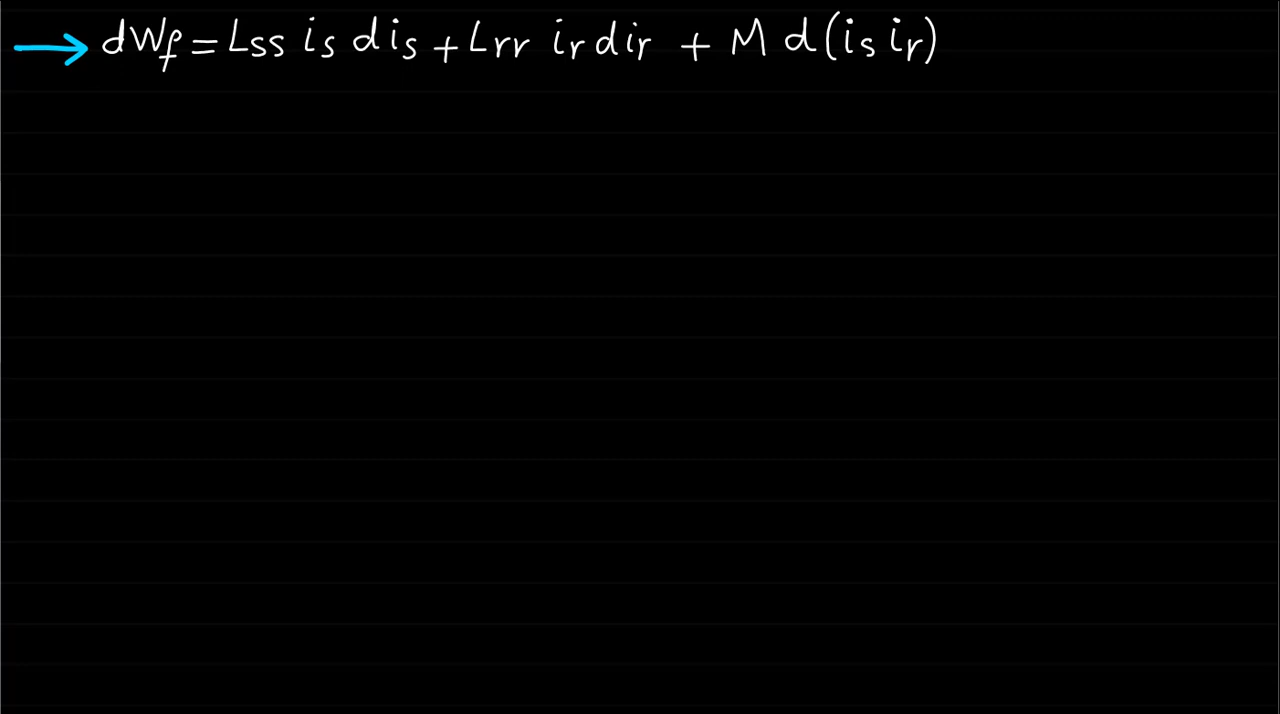 → dWf = Lss is dis + Lrr ir dir + M d(is ir)